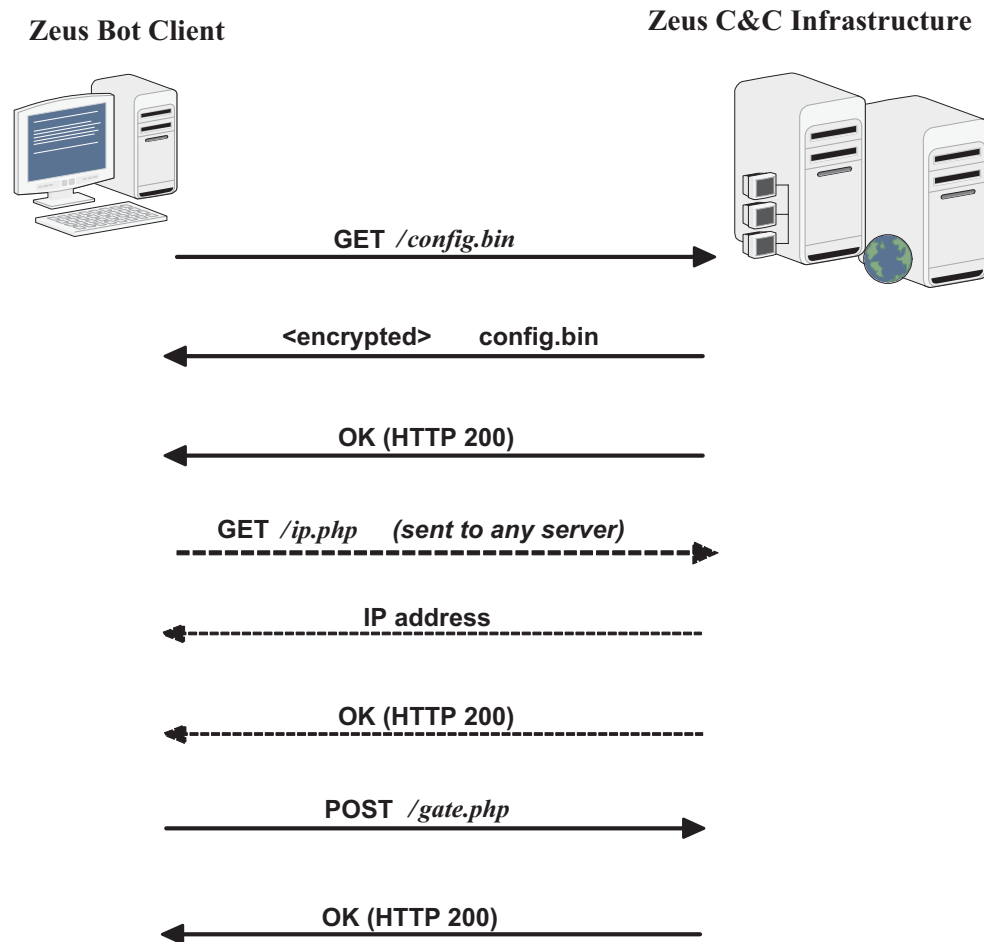 Zeus Bot Client
Zeus C&C Infrastructure
GET /config.bin
<encrypted> config.bin
OK (HTTP 200)
GET /ip.php (sent to any server)
IP address
OK (HTTP 200)
POST /gate.php
OK (HTTP 200)